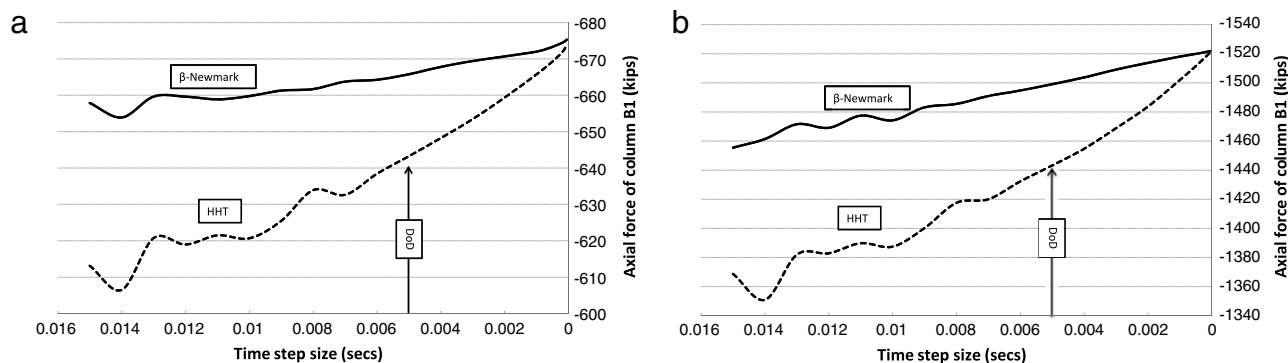 a
β-Newmark
HHT
DoD
-680
-670
-660
-650
-640
-630
-620
-610
-600
Axial force of column B1 (kips)
0.016 0.014 0.012 0.01 0.008 0.006 0.004 0.002 0
Time step size (secs)
b
β-Newmark
HHT
DoD
-1540
-1520
-1500
-1480
-1460
-1440
-1420
-1400
-1380
-1360
-1340
Axial force of column B1 (kips)
0.016 0.014 0.012 0.01 0.008 0.006 0.004 0.002 0
Time step size (secs)